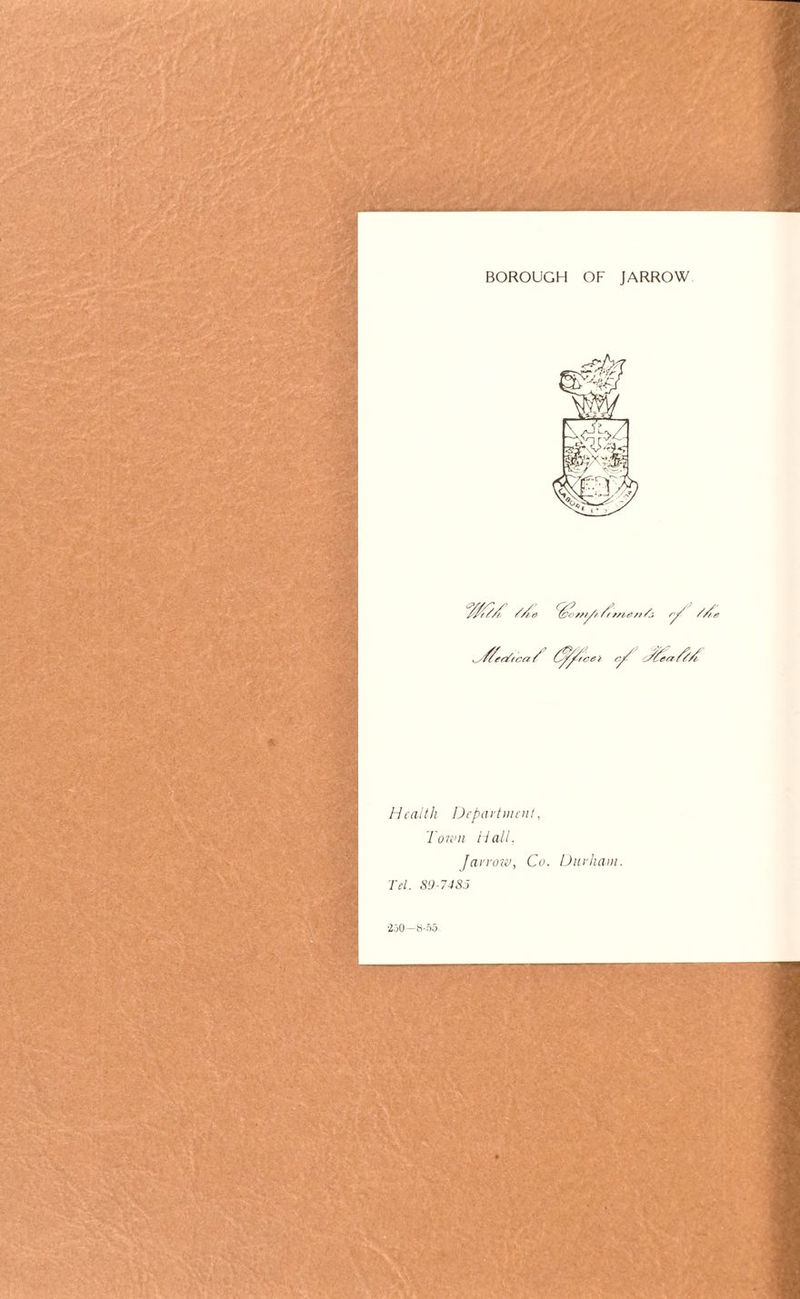 BOROUGH OF JARROW
LABORE
With the Compliments of the
Medical Officer of Health
Health Department,
Town Hall,
Jarrow, Co. Durham.
Tel. 89-7485
250—8-55